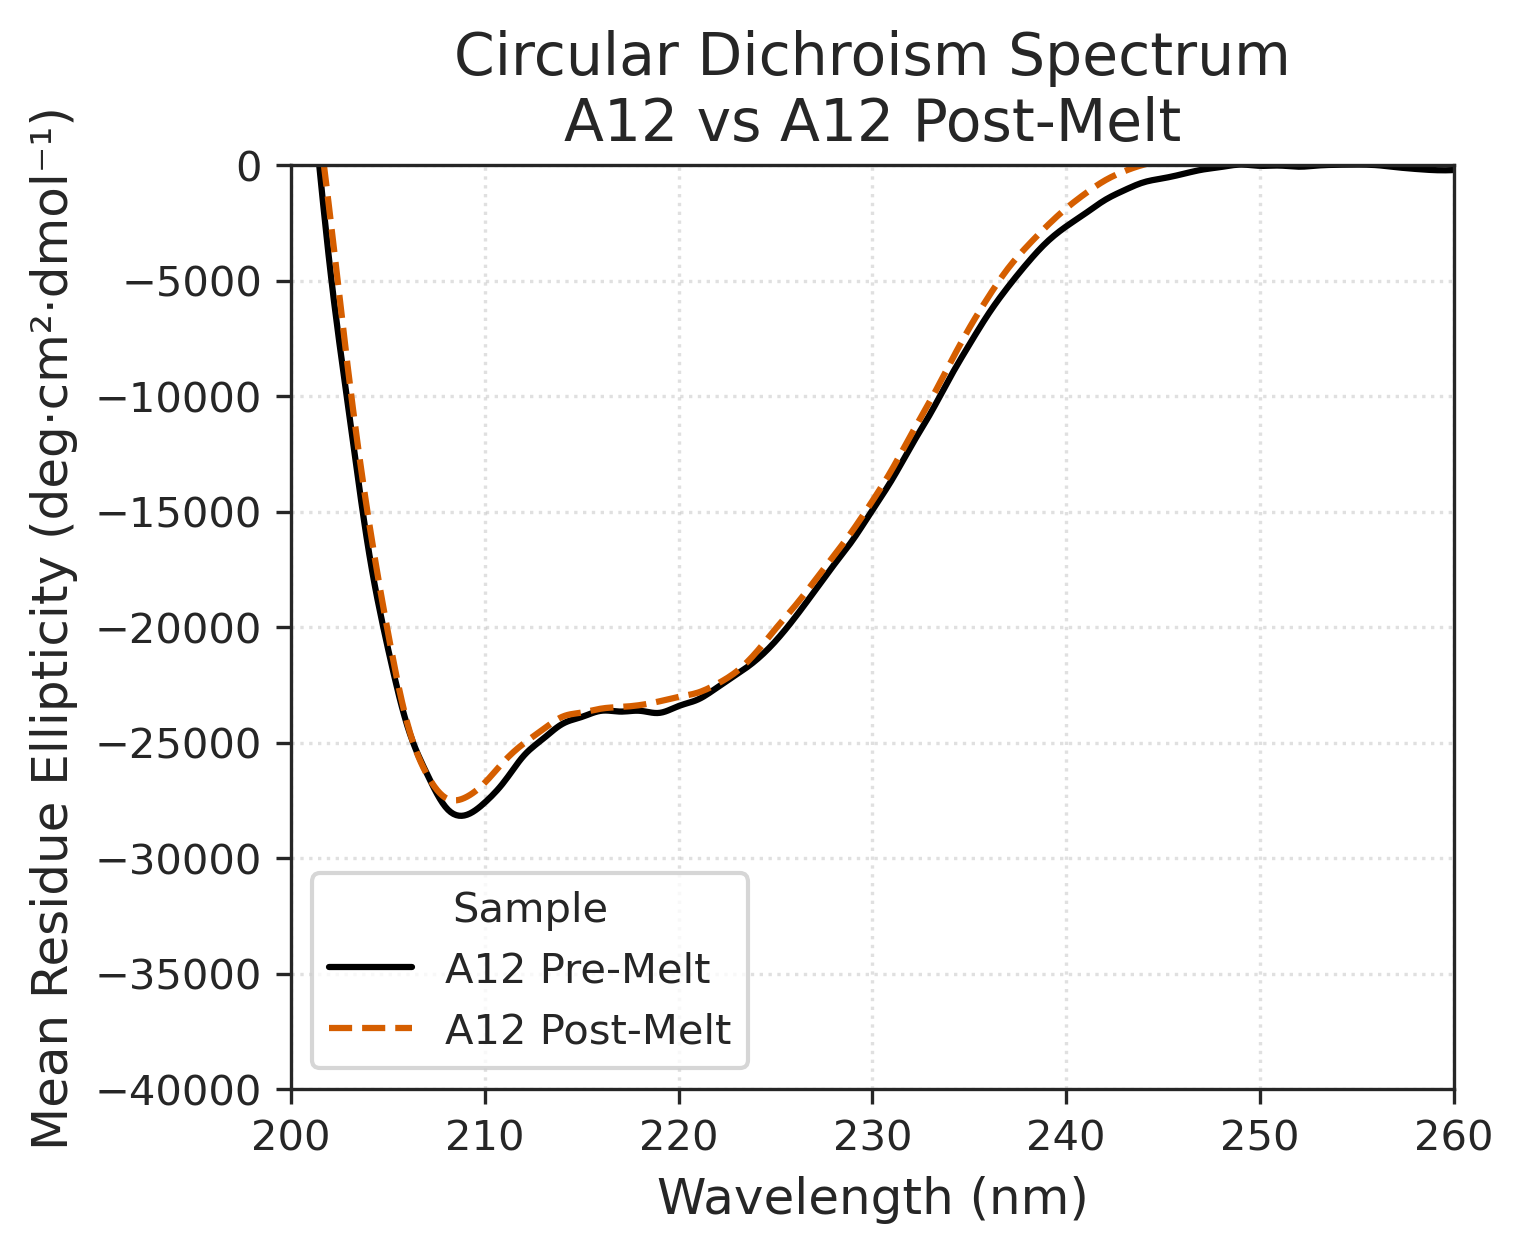 Circular Dichroism Spectrum
A12 vs A12 Post-Melt
Mean Residue Ellipticity (deg·cm²·dmol⁻¹)
0
−5000
−10000
−15000
−20000
−25000
−30000
−35000
−40000
Sample
A12 Pre-Melt
A12 Post-Melt
200 210 220 230 240 250 260
Wavelength (nm)